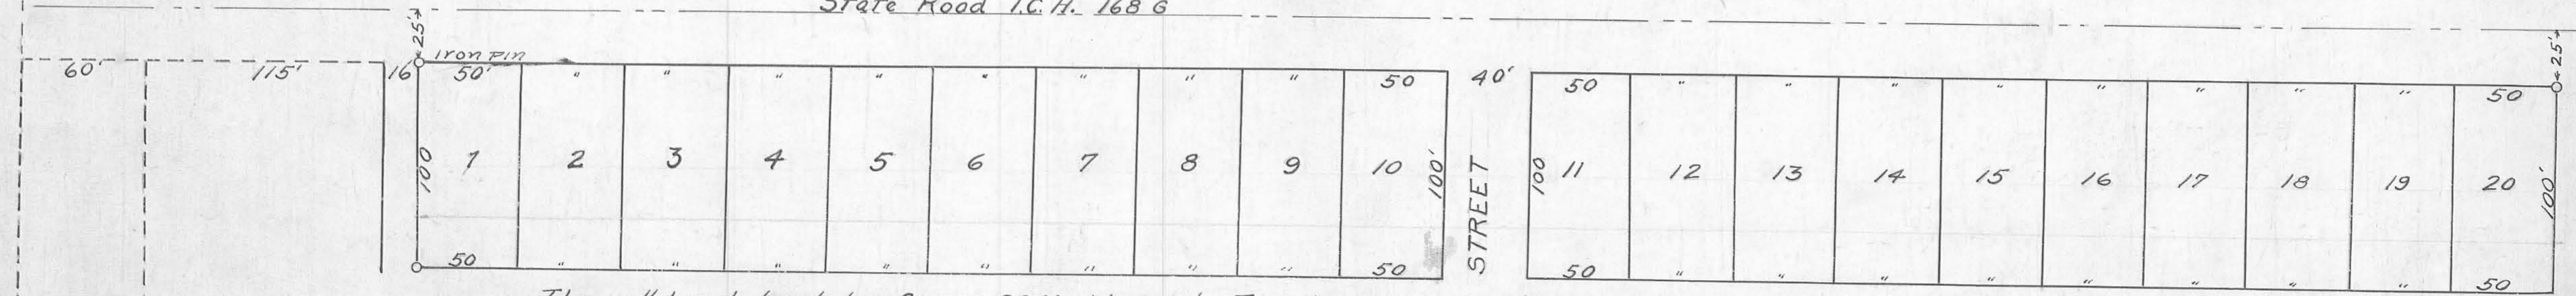 State Road I.C.H. 168 G
25'
25'
Iron Pin
60' 115' 16 50' " " " " " " " " 50 40' 50 " " " " " " " " 50
100 1 2 3 4 5 6 7 8 9 10 100' STREET 100 11 12 13 14 15 16 17 18 19 20 100'
50 " " " " " " " " 50 50 " " " " " " " " 50